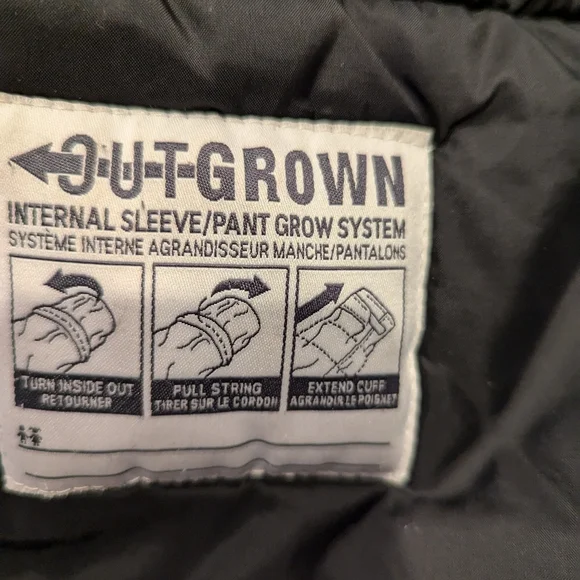 OUTGROWN
INTERNAL SLEEVE/PANT GROW SYSTEM
SYSTÈME INTERNE AGRANDISSEUR MANCHE/PANTALONS
TURN INSIDE OUT
RETOURNER
PULL STRING
TIRER SUR LE CORDON
EXTEND CUFF
AGRANDIR LE POIGNET